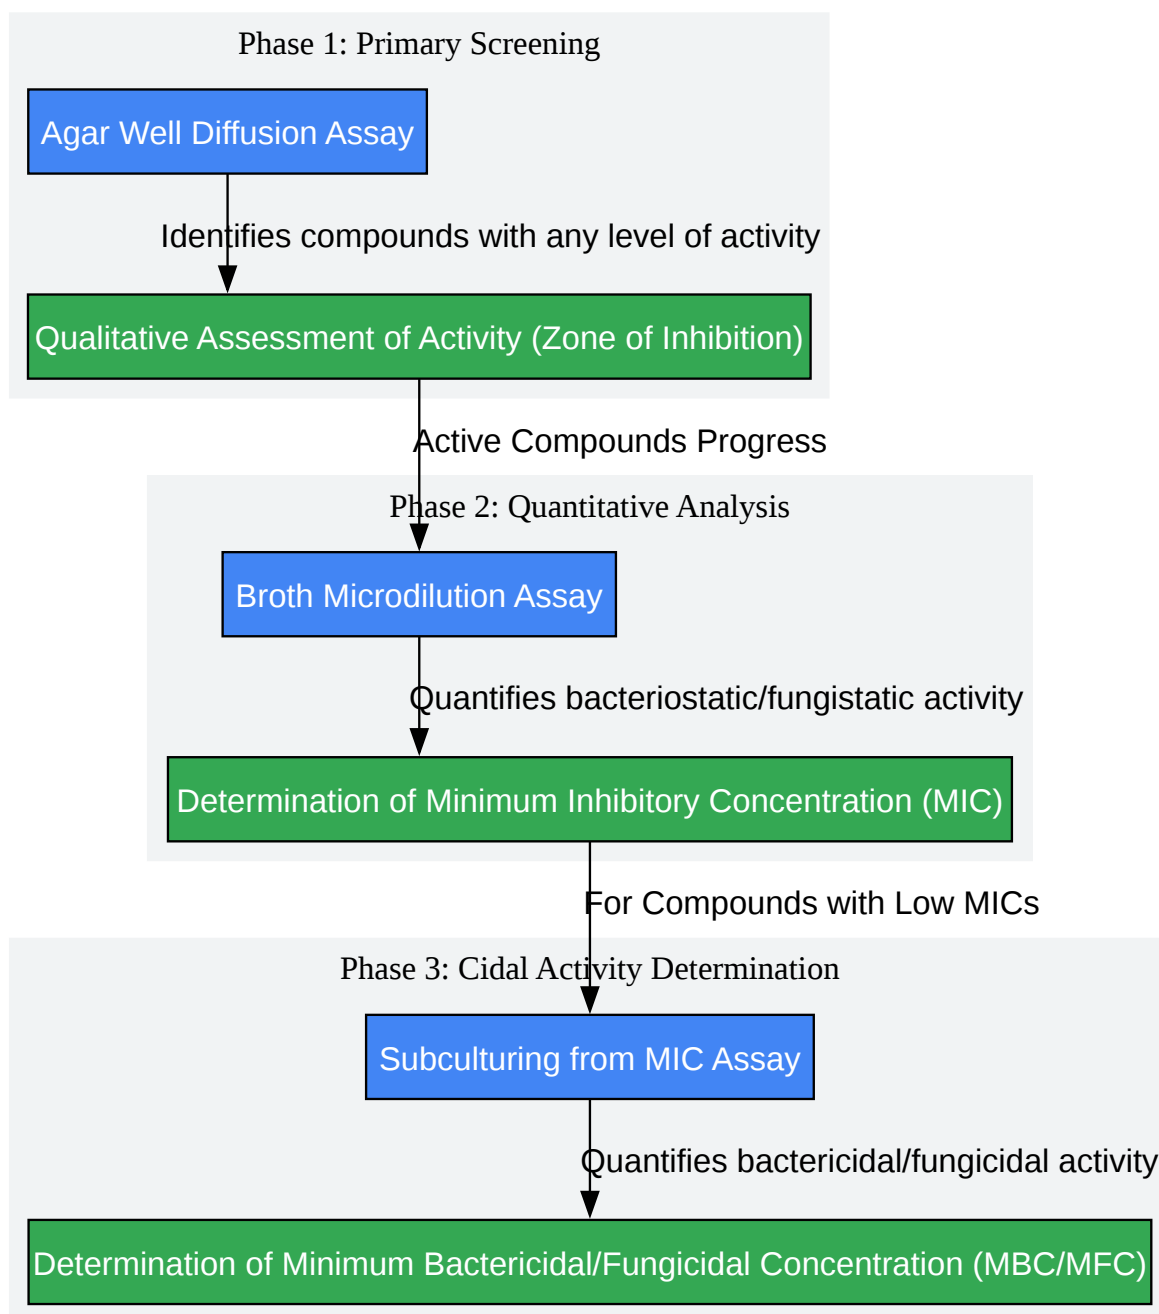 Phase 1: Primary Screening
Agar Well Diffusion Assay
Identifies compounds with any level of activity
Qualitative Assessment of Activity (Zone of Inhibition)
Active Compounds Progress
Phase 2: Quantitative Analysis
Broth Microdilution Assay
Quantifies bacteriostatic/fungistatic activity
Determination of Minimum Inhibitory Concentration (MIC)
For Compounds with Low MICs
Phase 3: Cidal Activity Determination
Subculturing from MIC Assay
Quantifies bactericidal/fungicidal activity
Determination of Minimum Bactericidal/Fungicidal Concentration (MBC/MFC)